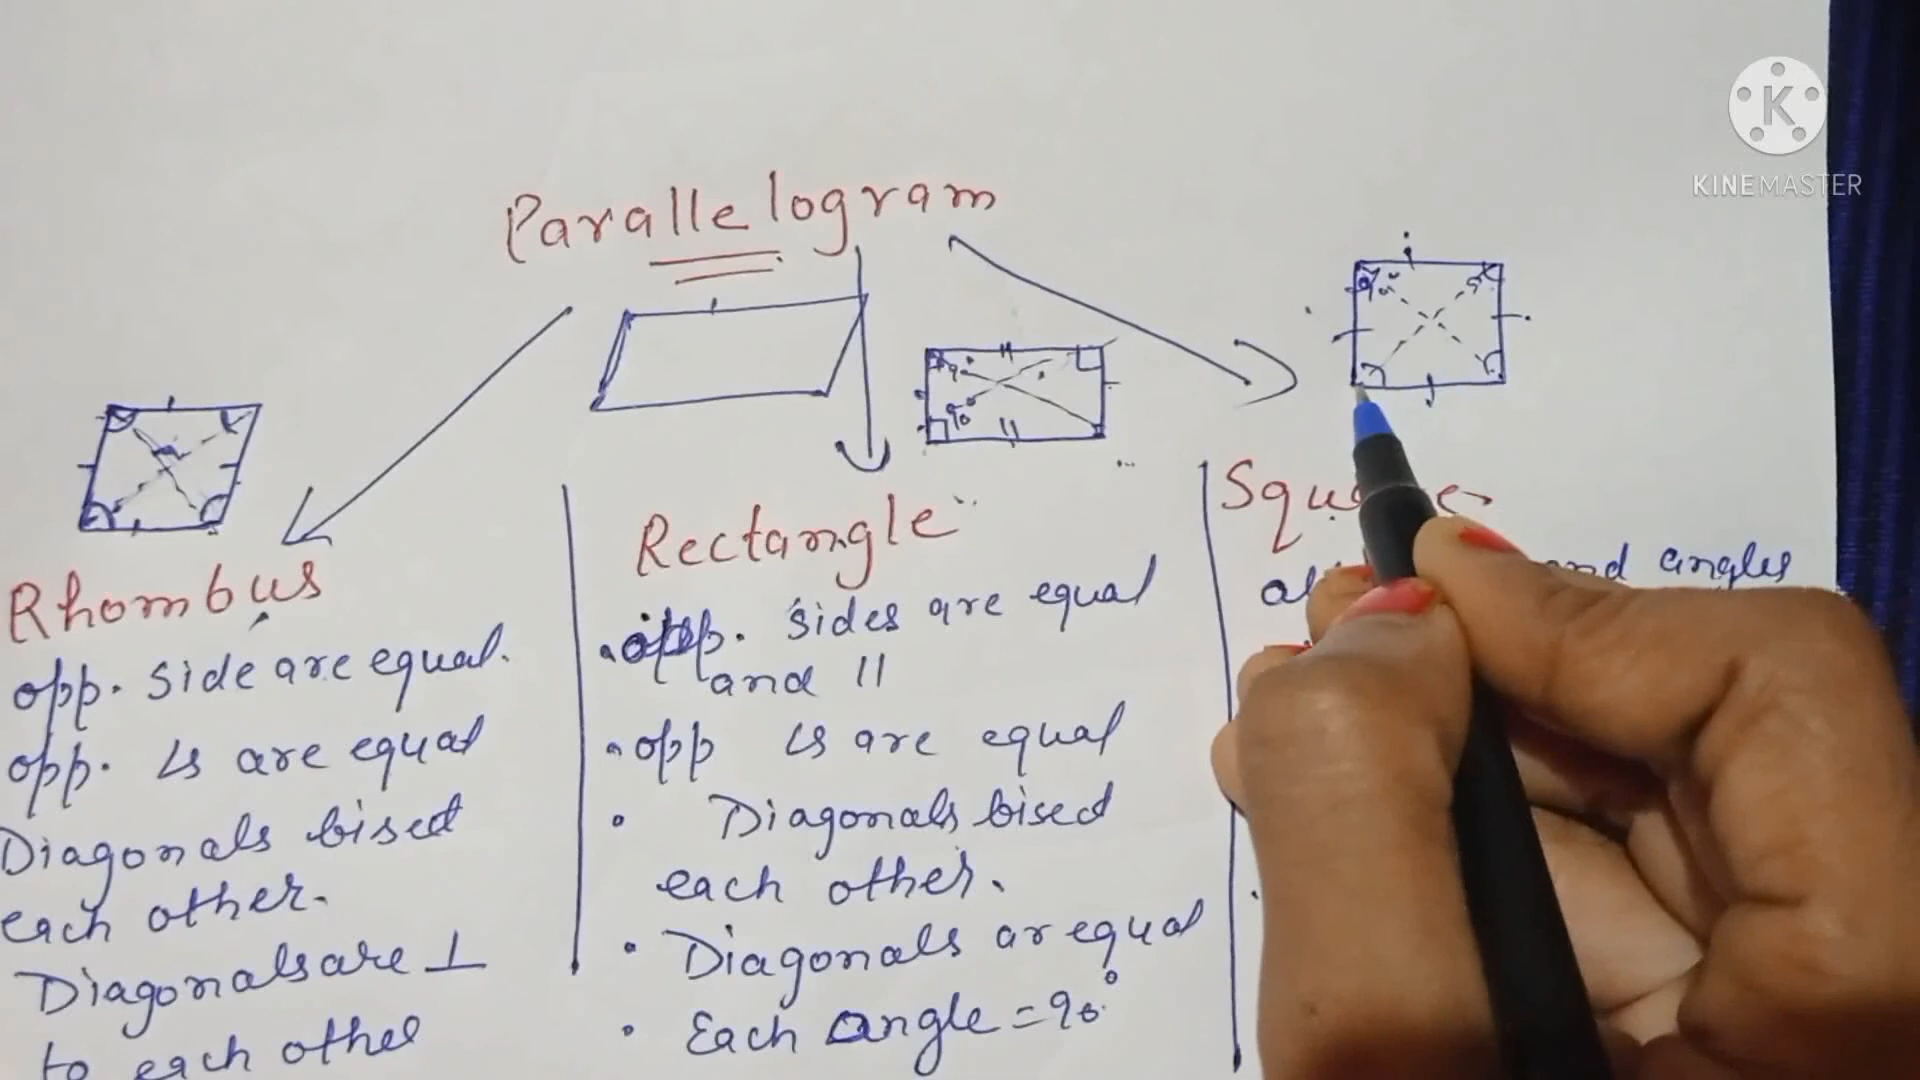 KINEMASTER
Parallelogram
Rhombus
opp. side are equal.
opp. ∠s are equal
Diagonals bisect
each other.
Diagonals are ⊥
to each other
Rectangle
• opp. sides are equal
and ||
• opp ∠s are equal
• Diagonals bisect
each other.
• Diagonals ar equal
• Each angle = 90°
90
and angles